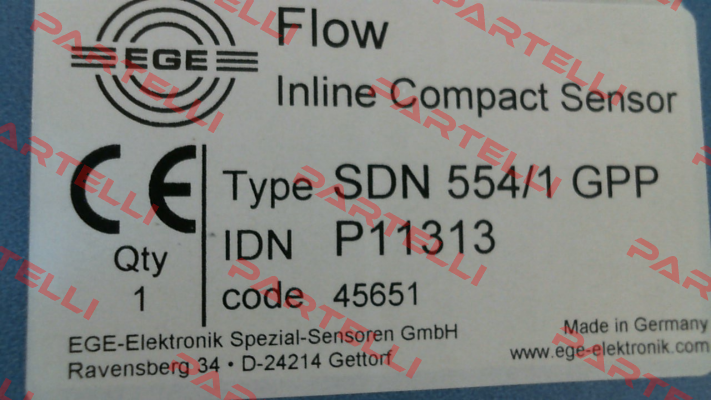 EGE
Flow
Inline Compact Sensor
CE
Type SDN 554/1 GPP
IDN P11313
Qty
1
code 45651
EGE-Elektronik Spezial-Sensoren GmbH
Ravensberg 34 • D-24214 Gettorf
Made in Germany
www.ege-elektronik.com
PARTELLI
PARTELLI
PARTELLI
PARTELLI
PARTELLI
PARTELLI
PARTELLI